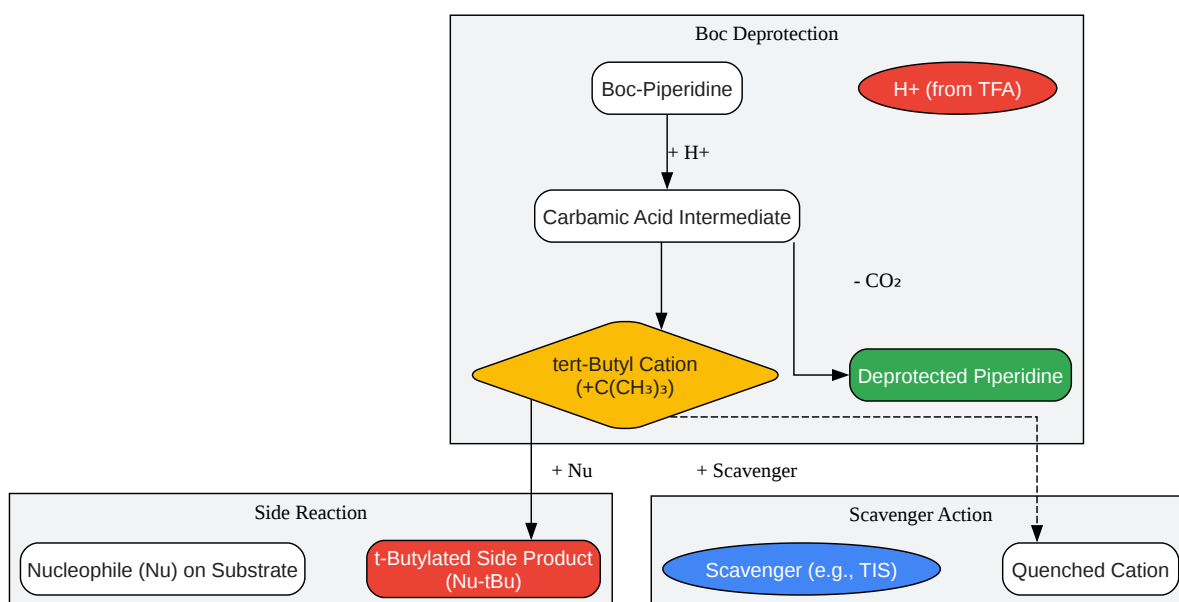 Boc Deprotection
Boc-Piperidine
H+ (from TFA)
+ H+
Carbamic Acid Intermediate
- CO₂
tert-Butyl Cation
(+C(CH₃)₃)
Deprotected Piperidine
+ Nu
+ Scavenger
Side Reaction
Nucleophile (Nu) on Substrate
t-Butylated Side Product
(Nu-tBu)
Scavenger Action
Scavenger (e.g., TIS)
Quenched Cation